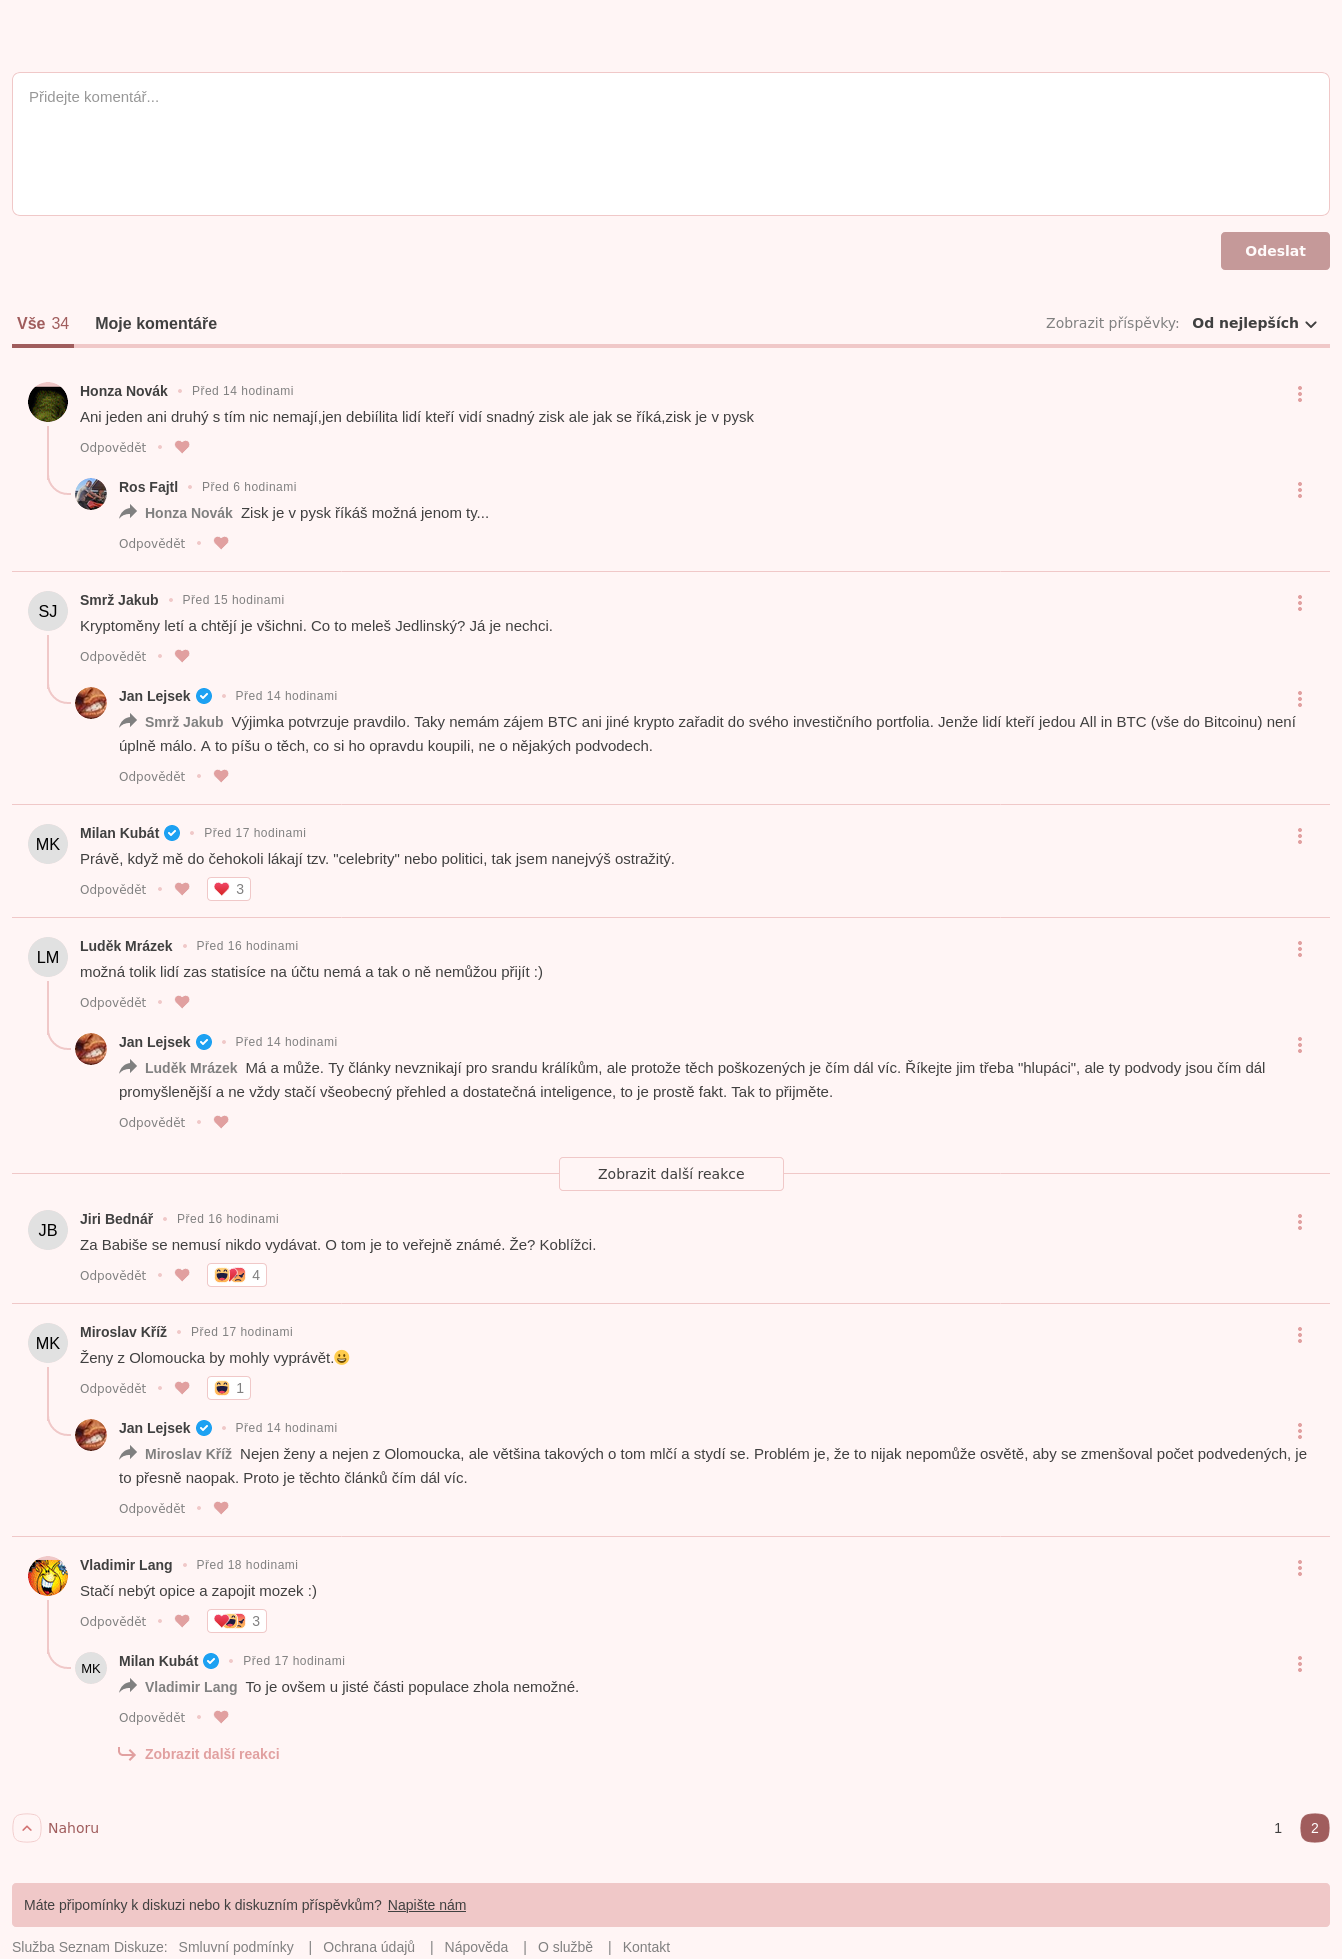 Přidejte komentář...
Odeslat
Vše 34 Moje komentáře Zobrazit příspěvky: Od nejlepších
Honza Novák • Před 14 hodinami
Ani jeden ani druhý s tím nic nemají,jen debiílita lidí kteří vidí snadný zisk ale jak se říká,zisk je v pysk
Odpovědět •
Ros Fajtl • Před 6 hodinami
Honza Novák Zisk je v pysk říkáš možná jenom ty...
Odpovědět •
SJ
Smrž Jakub • Před 15 hodinami
Kryptoměny letí a chtějí je všichni. Co to meleš Jedlinský? Já je nechci.
Odpovědět •
Jan Lejsek • Před 14 hodinami
Smrž Jakub Výjimka potvrzuje pravdilo. Taky nemám zájem BTC ani jiné krypto zařadit do svého investičního portfolia. Jenže lidí kteří jedou All in BTC (vše do Bitcoinu) není
úplně málo. A to píšu o těch, co si ho opravdu koupili, ne o nějakých podvodech.
Odpovědět •
MK
Milan Kubát • Před 17 hodinami
Právě, když mě do čehokoli lákají tzv. "celebrity" nebo politici, tak jsem nanejvýš ostražitý.
Odpovědět • 3
LM
Luděk Mrázek • Před 16 hodinami
možná tolik lidí zas statisíce na účtu nemá a tak o ně nemůžou přijít :)
Odpovědět •
Jan Lejsek • Před 14 hodinami
Luděk Mrázek Má a může. Ty články nevznikají pro srandu králíkům, ale protože těch poškozených je čím dál víc. Říkejte jim třeba "hlupáci", ale ty podvody jsou čím dál
promyšlenější a ne vždy stačí všeobecný přehled a dostatečná inteligence, to je prostě fakt. Tak to přijměte.
Odpovědět •
Zobrazit další reakce
JB
Jiri Bednář • Před 16 hodinami
Za Babiše se nemusí nikdo vydávat. O tom je to veřejně známé. Že? Koblížci.
Odpovědět • 4
MK
Miroslav Kříž • Před 17 hodinami
Ženy z Olomoucka by mohly vyprávět.😀
Odpovědět • 1
Jan Lejsek • Před 14 hodinami
Miroslav Kříž Nejen ženy a nejen z Olomoucka, ale většina takových o tom mlčí a stydí se. Problém je, že to nijak nepomůže osvětě, aby se zmenšoval počet podvedených, je
to přesně naopak. Proto je těchto článků čím dál víc.
Odpovědět •
Vladimir Lang • Před 18 hodinami
Stačí nebýt opice a zapojit mozek :)
Odpovědět • 3
MK
Milan Kubát • Před 17 hodinami
Vladimir Lang To je ovšem u jisté části populace zhola nemožné.
Odpovědět •
Zobrazit další reakci
Nahoru 1 2
Máte připomínky k diskuzi nebo k diskuzním příspěvkům? Napište nám
Služba Seznam Diskuze: Smluvní podmínky | Ochrana údajů | Nápověda | O službě | Kontakt